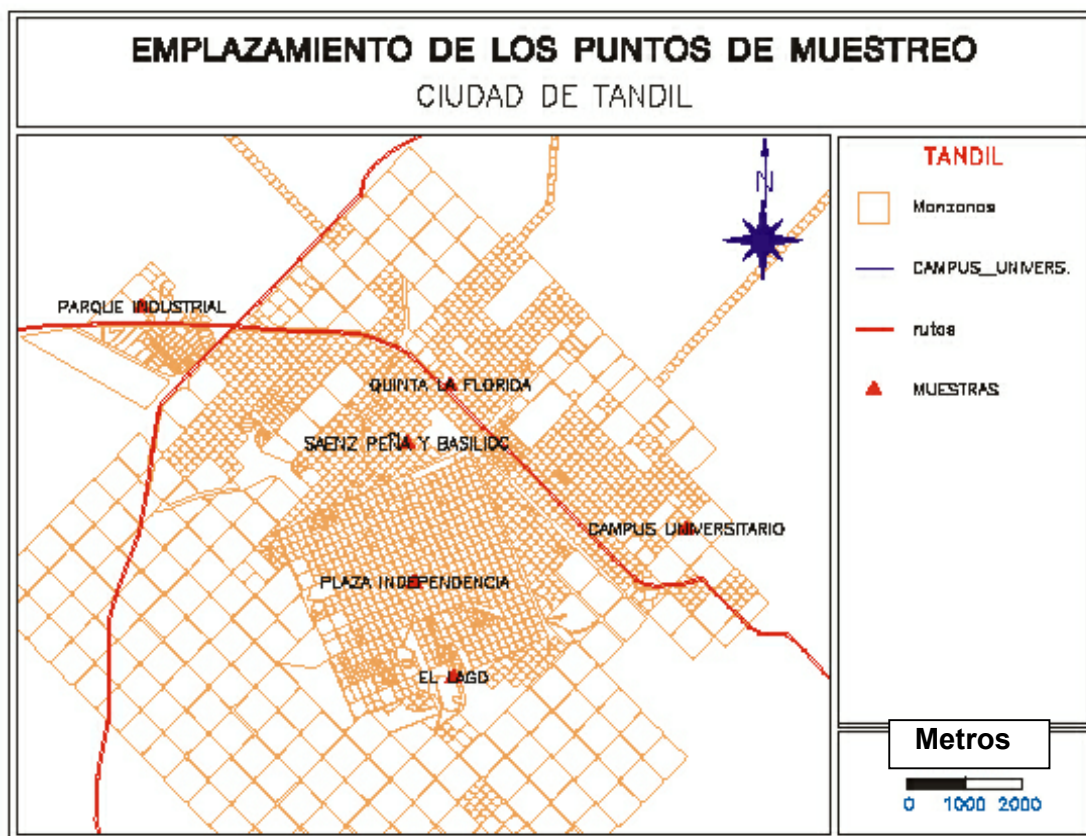 EMPLAZAMIENTO DE LOS PUNTOS DE MUESTREO
CIUDAD DE TANDIL
PARQUE INDUSTRIAL
QUINTA LA FLORIDA
SAENZ PEÑA Y BASILIDC
CAMPUS UNIVERSITARIO
PLAZA INDEPENDENCIA
EL LAGO
N
TANDIL
Manzanas
CAMPUS_UNIVERS.
rutas
MUESTRAS
Metros
0 1000 2000